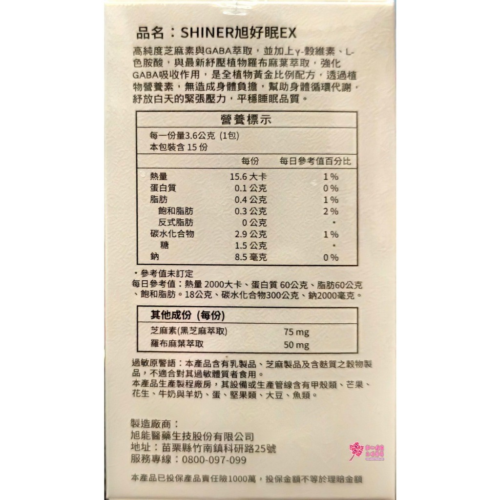 品名：SHINER旭好眠EX
高純度芝麻素與GABA萃取，並加上γ-穀維素、L-
色胺酸，與最新紓壓植物羅布麻葉萃取，強化
GABA吸收作用，是全植物黃金比例配方，透過植
物營養素，無造成身體負擔，幫助身體循環代謝，
紓放白天的緊張壓力，平穩睡眠品質。
營養標示
每一份量3.6公克 (1包)
本包裝含 15 份
每份 每日參考值百分比
熱量 15.6 大卡 1%
蛋白質 0.1 公克 0%
脂肪 0.4 公克 1%
飽和脂肪 0.3 公克 2%
反式脂肪 0 公克 *
碳水化合物 2.9 公克 1%
糖 1.5 公克 *
鈉 8.5 毫克 0%
*參考值未訂定
每日參考值：熱量 2000大卡、蛋白質 60公克、脂肪60公克
、飽和脂肪。18公克、碳水化合物300公克、鈉2000毫克。
其他成份 (每份)
芝麻素(黑芝麻萃取) 75 mg
羅布麻葉萃取 50 mg
過敏原警語：本產品含有乳製品、芝麻製品及含麩質之穀物製
品，不適合對其過敏體質者食用。
本產品生產製程廠房，其設備或生產管線含有甲殼類、芒果、
花生、牛奶與羊奶、蛋、堅果類、大豆、魚類。
製造廠商：
旭能醫藥生技股份有限公司
地址：苗栗縣竹南鎮科研路25號
服務專線：0800-097-099
本產品已投保產品責任險1000萬，投保金額不等於理賠金額